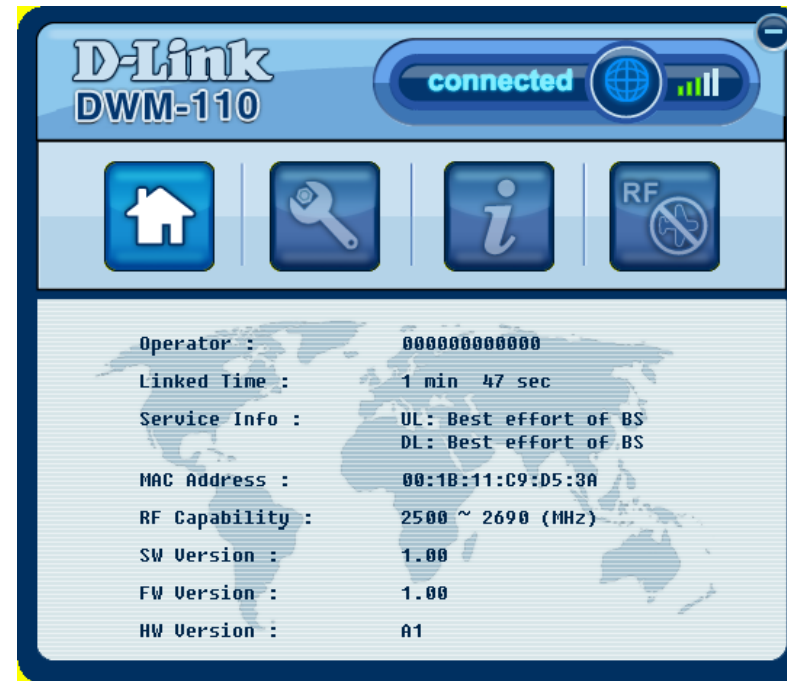 D-Link
DWM-110
connected
RF
Operator : 000000000000
Linked Time : 1 min 47 sec
Service Info : UL: Best effort of BS
DL: Best effort of BS
MAC Address : 00:1B:11:C9:D5:3A
RF Capability : 2500 ~ 2690 (MHz)
SW Version : 1.00
FW Version : 1.00
HW Version : A1